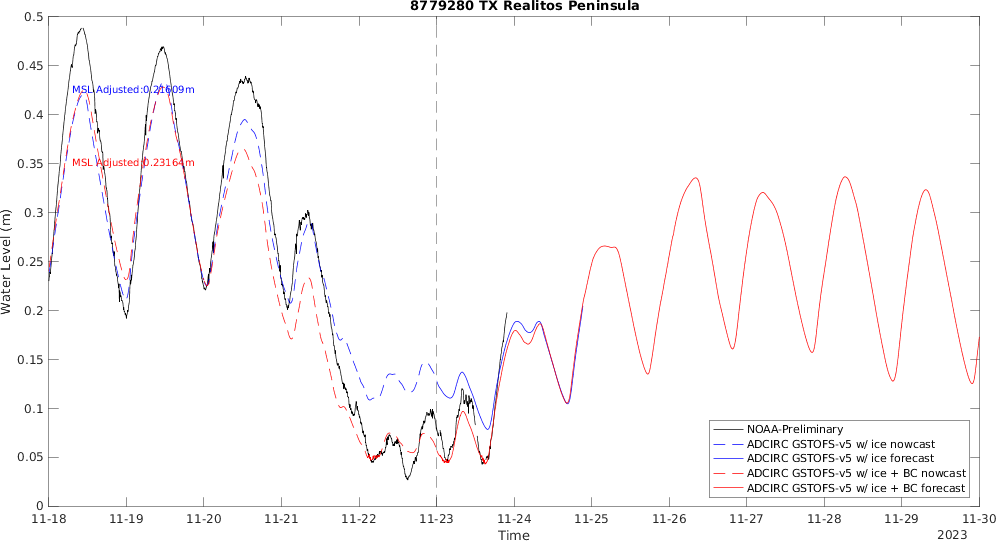 8779280 TX Realitos Peninsula
Water Level (m)
0.5
0.45
0.4
0.35
0.3
0.25
0.2
0.15
0.1
0.05
0
MSL Adjusted:0.21609m
MSL Adjusted:0.23164m
NOAA-Preliminary
ADCIRC GSTOFS-v5 w/ ice nowcast
ADCIRC GSTOFS-v5 w/ ice forecast
ADCIRC GSTOFS-v5 w/ ice + BC nowcast
ADCIRC GSTOFS-v5 w/ ice + BC forecast
11-18 11-19 11-20 11-21 11-22 11-23 11-24 11-25 11-26 11-27 11-28 11-29 11-30
Time
2023